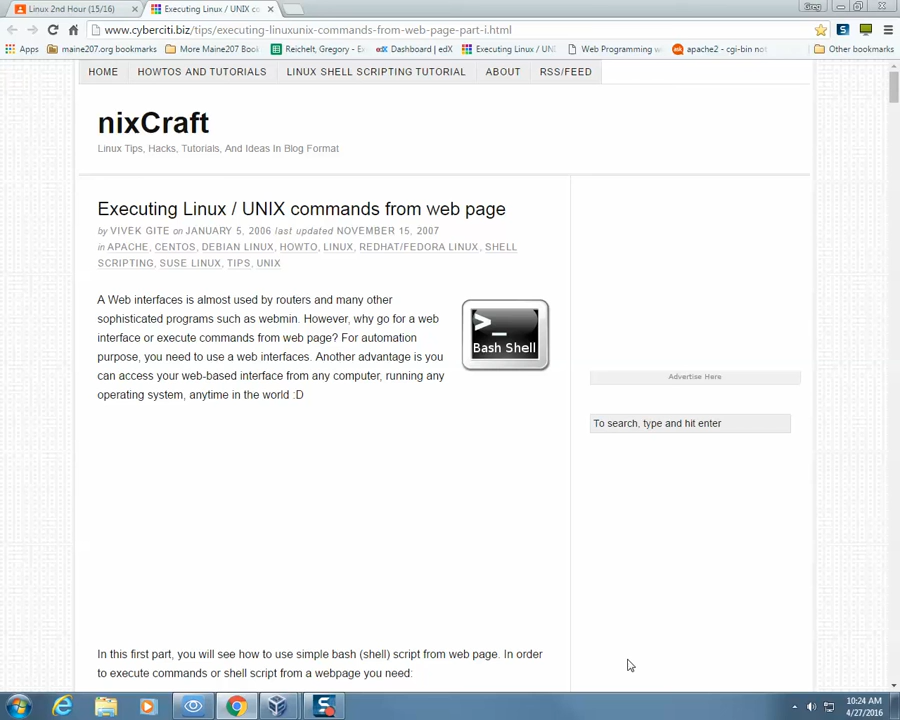 Linux 2nd Hour (15/16)
Executing Linux / UNIX co
Greg
www.cyberciti.biz/tips/executing-linuxunix-commands-from-web-page-part-i.html
Apps maine207.org bookmarks More Maine207 Book Reichelt, Gregory - E Dashboard | edX Executing Linux / UNI Web Programming w apache2 - cgi-bin not Other bookmarks
HOME HOWTOS AND TUTORIALS LINUX SHELL SCRIPTING TUTORIAL ABOUT RSS/FEED
nixCraft
Linux Tips, Hacks, Tutorials, And Ideas In Blog Format
Executing Linux / UNIX commands from web page
by VIVEK GITE on JANUARY 5, 2006 last updated NOVEMBER 15, 2007
in APACHE, CENTOS, DEBIAN LINUX, HOWTO, LINUX, REDHAT/FEDORA LINUX, SHELL
SCRIPTING, SUSE LINUX, TIPS, UNIX
A Web interfaces is almost used by routers and many other
sophisticated programs such as webmin. However, why go for a web
interface or execute commands from web page? For automation
purpose, you need to use a web interfaces. Another advantage is you
can access your web-based interface from any computer, running any
operating system, anytime in the world :D
>_
Bash Shell
Advertise Here
To search, type and hit enter
In this first part, you will see how to use simple bash (shell) script from web page. In order
to execute commands or shell script from a webpage you need:
10:24 AM
4/27/2016